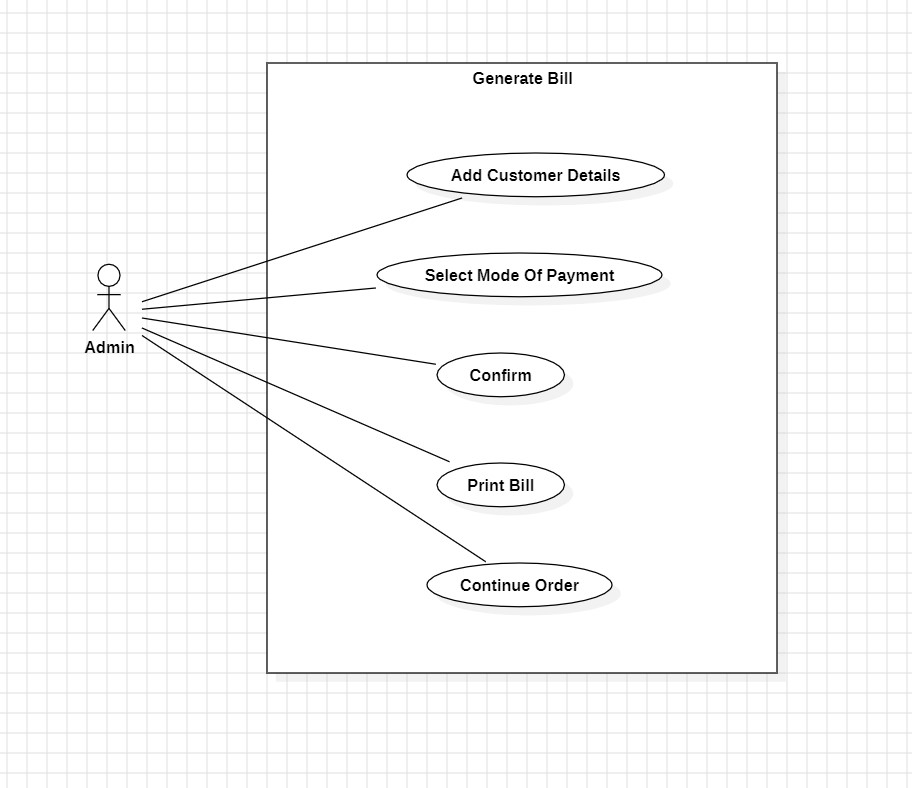 Generate Bill
Add Customer Details
Select Mode Of Payment
Admin
Confirm
Print Bill
Continue Order